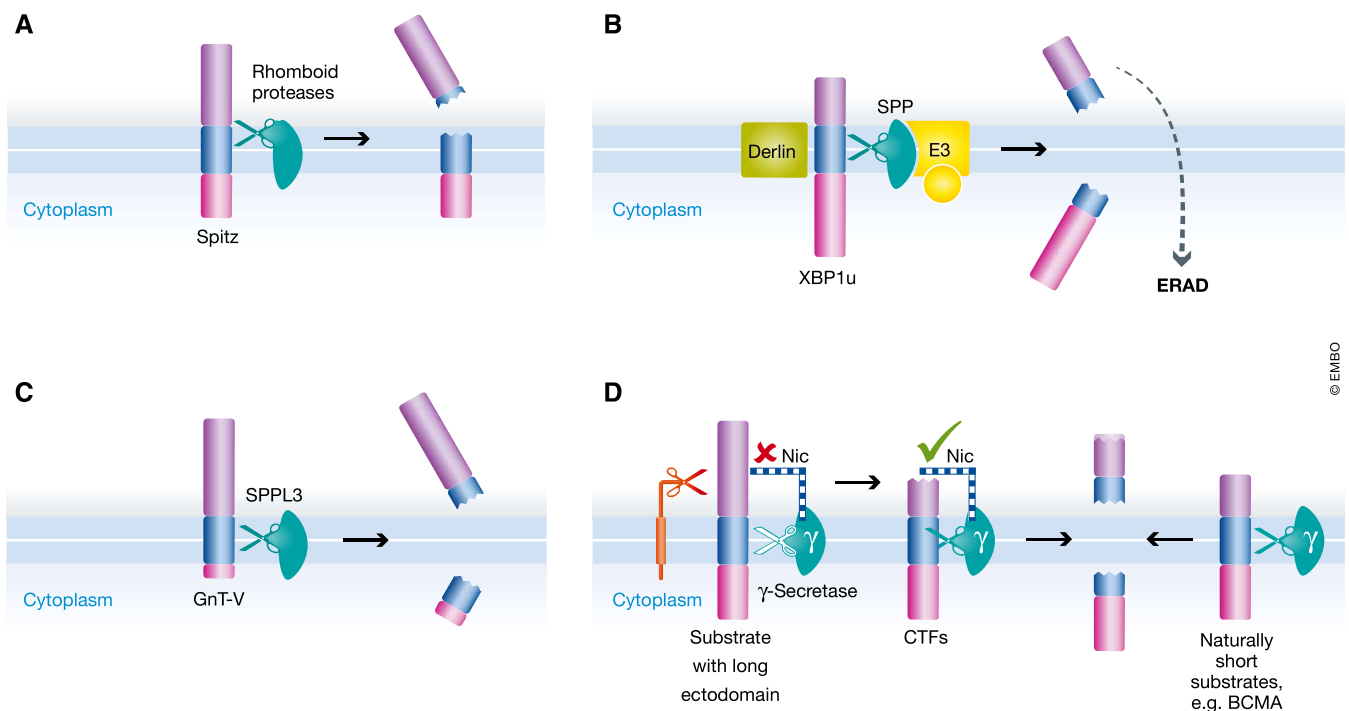 A
Rhomboid
proteases
Cytoplasm
Spitz
B
SPP
Derlin
E3
Cytoplasm
XBP1u
ERAD
© EMBO
C
SPPL3
Cytoplasm
GnT-V
D
Nic
Nic
γ
γ
γ
Cytoplasm
γ-Secretase
Substrate
with long
ectodomain
CTFs
Naturally
short
substrates,
e.g. BCMA